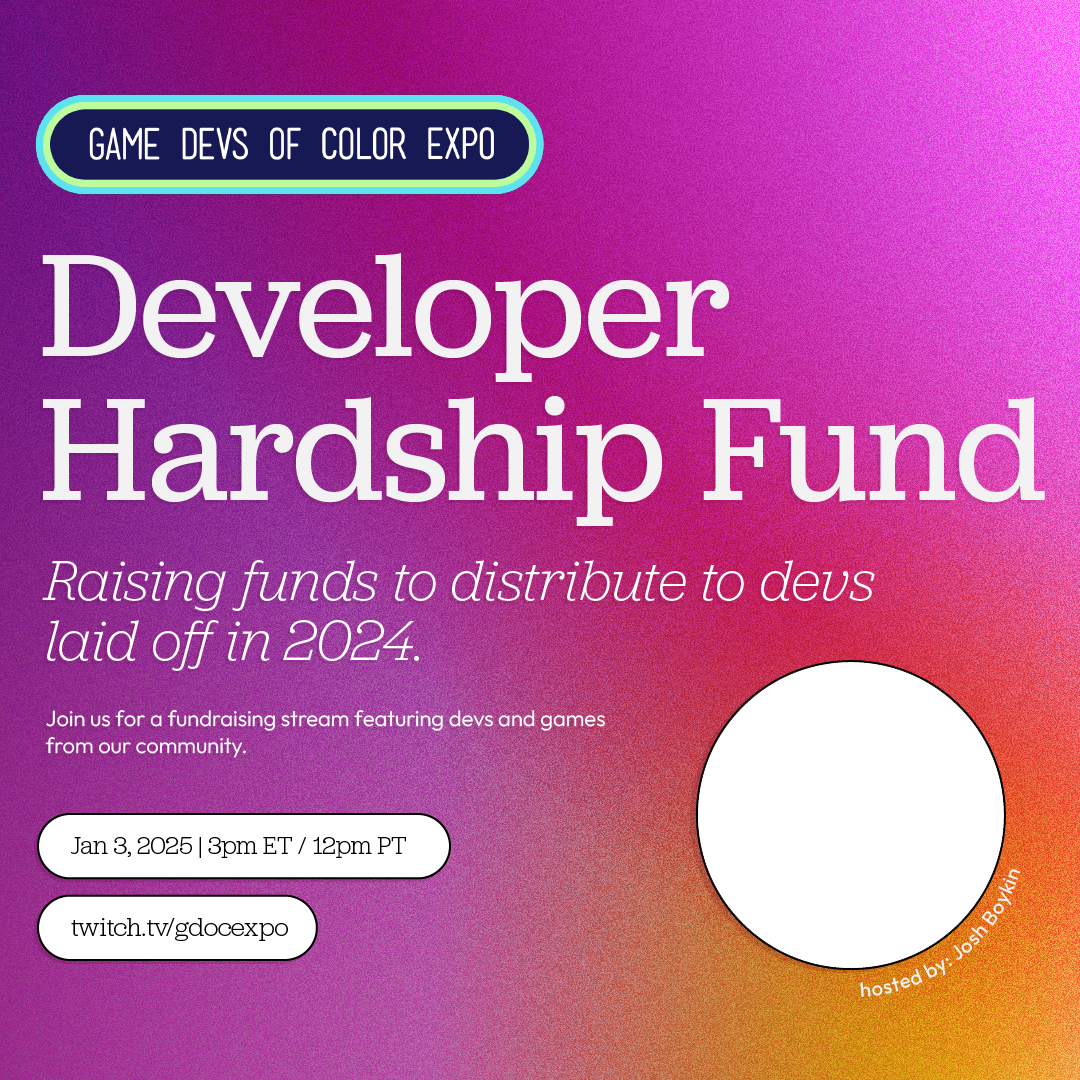 GAME DEVS OF COLOR EXPO
Developer
Hardship Fund
Raising funds to distribute to devs
laid off in 2024.
Join us for a fundraising stream featuring devs and games
from our community.
Jan 3, 2025 | 3pm ET / 12pm PT
twitch.tv/gdocexpo
hosted by: Josh Boykin